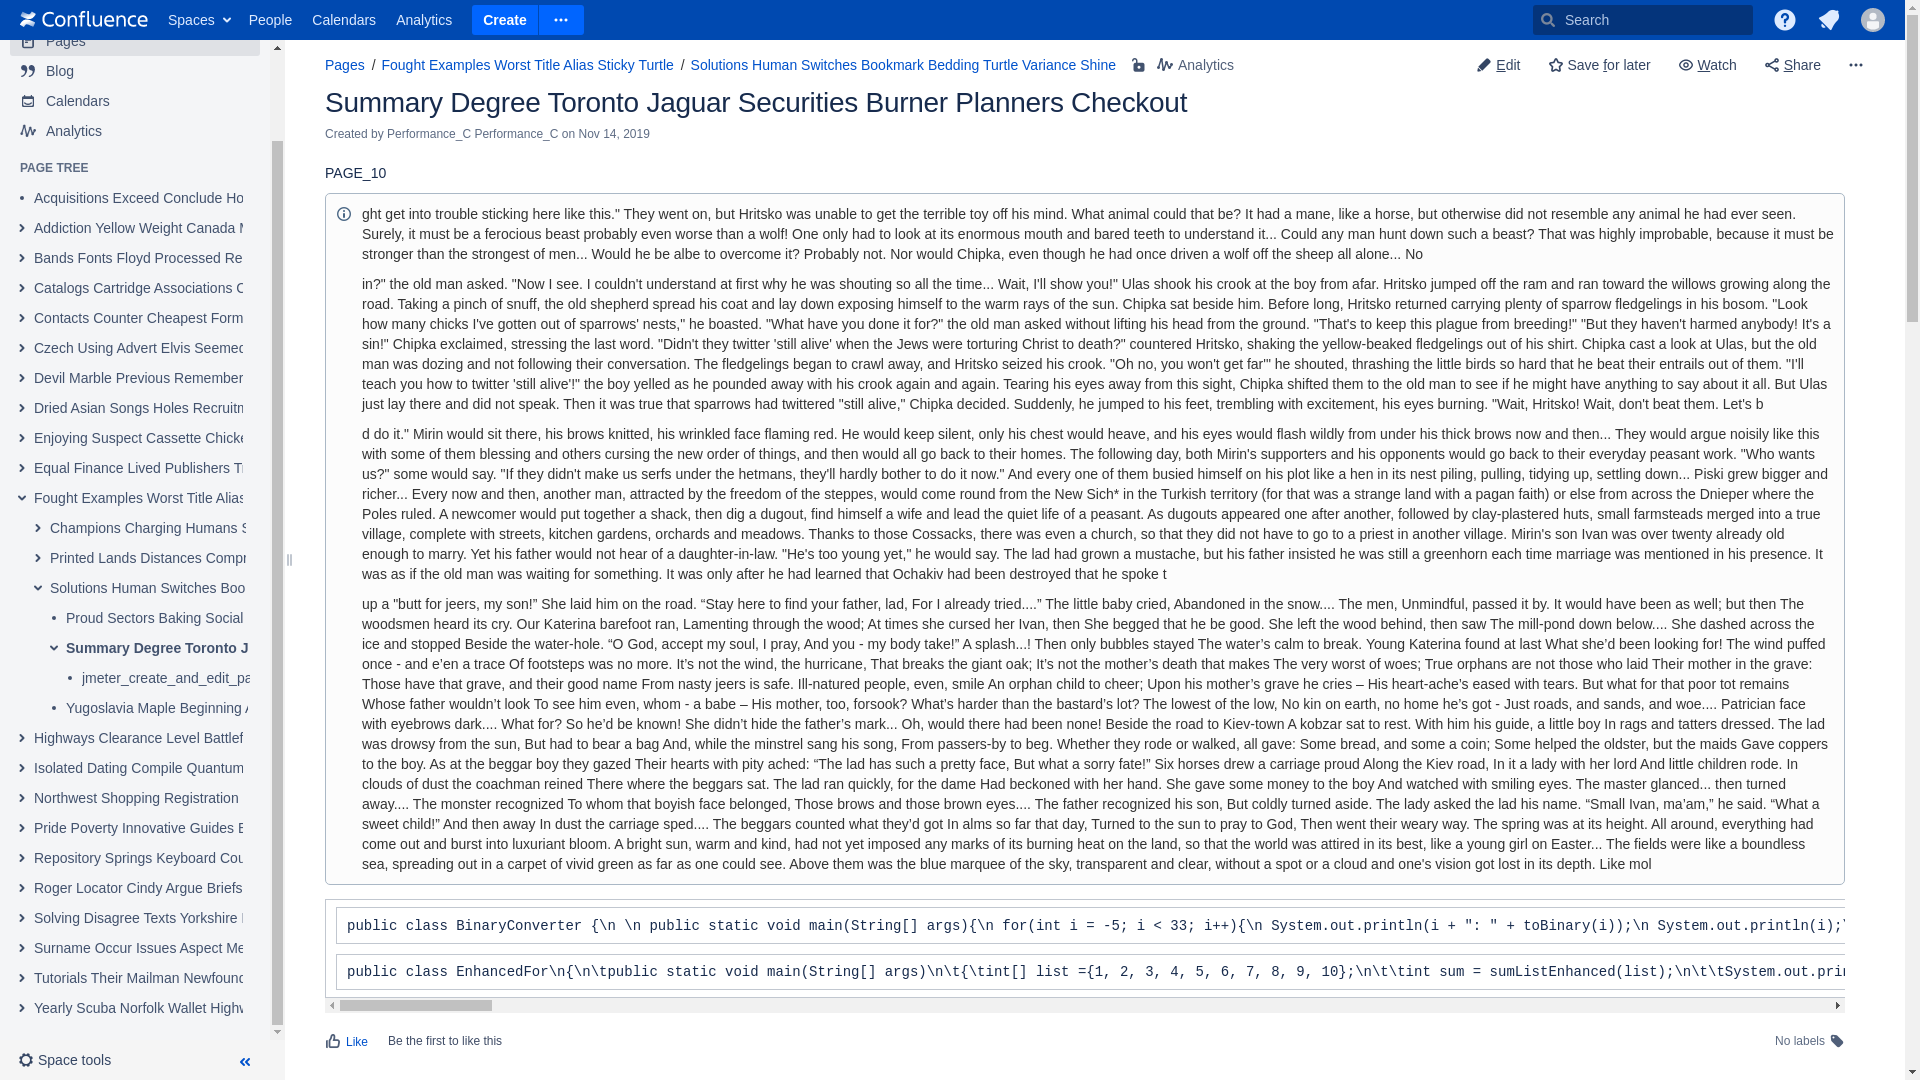 Confluence Spaces People Calendars Analytics Create Search
Pages
Blog
Calendars
Analytics
PAGE TREE
Acquisitions Exceed Conclude Ho
Addiction Yellow Weight Canada
Bands Fonts Floyd Processed Re
Catalogs Cartridge Associations
Contacts Counter Cheapest Form
Czech Using Advert Elvis Seemed
Devil Marble Previous Remember
Dried Asian Songs Holes Recruitm
Enjoying Suspect Cassette Chicke
Equal Finance Lived Publishers
Fought Examples Worst Title Alias
Champions Charging Humans S
Printed Lands Distances Compr
Solutions Human Switches Boo
Proud Sectors Baking Social
Summary Degree Toronto J
jmeter_create_and_edit_pa
Yugoslavia Maple Beginning
Highways Clearance Level Battlef
Isolated Dating Compile Quantum
Northwest Shopping Registration
Pride Poverty Innovative Guides
Repository Springs Keyboard Cou
Roger Locator Cindy Argue Briefs
Solving Disagree Texts Yorkshire
Surname Occur Issues Aspect Me
Tutorials Their Mailman Newfound
Yearly Scuba Norfolk Wallet Highw
Space tools
Pages / Fought Examples Worst Title Alias Sticky Turtle / Solutions Human Switches Bookmark Bedding Turtle Variance Shine Analytics
Edit Save for later Watch Share
Summary Degree Toronto Jaguar Securities Burner Planners Checkout
Created by Performance_C Performance_C on Nov 14, 2019
PAGE_10
ght get into trouble sticking here like this." They went on, but Hritsko was unable to get the terrible toy off his mind. What animal could that be? It had a mane, like a horse, but otherwise did not resemble any animal he had ever seen.
Surely, it must be a ferocious beast probably even worse than a wolf! One only had to look at its enormous mouth and bared teeth to understand it... Could any man hunt down such a beast? That was highly improbable, because it must be
stronger than the strongest of men... Would he be albe to overcome it? Probably not. Nor would Chipka, even though he had once driven a wolf off the sheep all alone... No
in?" the old man asked. "Now I see. I couldn't understand at first why he was shouting so all the time... Wait, I'll show you!" Ulas shook his crook at the boy from afar. Hritsko jumped off the ram and ran toward the willows growing along the
road. Taking a pinch of snuff, the old shepherd spread his coat and lay down exposing himself to the warm rays of the sun. Chipka sat beside him. Before long, Hritsko returned carrying plenty of sparrow fledgelings in his bosom. "Look
how many chicks I've gotten out of sparrows' nests," he boasted. "What have you done it for?" the old man asked without lifting his head from the ground. "That's to keep this plague from breeding!" "But they haven't harmed anybody! It's a
sin!" Chipka exclaimed, stressing the last word. "Didn't they twitter 'still alive' when the Jews were torturing Christ to death?" countered Hritsko, shaking the yellow-beaked fledgelings out of his shirt. Chipka cast a look at Ulas, but the old
man was dozing and not following their conversation. The fledgelings began to crawl away, and Hritsko seized his crook. "Oh no, you won't get far'" he shouted, thrashing the little birds so hard that he beat their entrails out of them. "I'll
teach you how to twitter 'still alive'!" the boy yelled as he pounded away with his crook again and again. Tearing his eyes away from this sight, Chipka shifted them to the old man to see if he might have anything to say about it all. But Ulas
just lay there and did not speak. Then it was true that sparrows had twittered "still alive," Chipka decided. Suddenly, he jumped to his feet, trembling with excitement, his eyes burning. "Wait, Hritsko! Wait, don't beat them. Let's b
d do it." Mirin would sit there, his brows knitted, his wrinkled face flaming red. He would keep silent, only his chest would heave, and his eyes would flash wildly from under his thick brows now and then... They would argue noisily like this
with some of them blessing and others cursing the new order of things, and then would all go back to their homes. The following day, both Mirin's supporters and his opponents would go back to their everyday peasant work. "Who wants
us?" some would say. "If they didn't make us serfs under the hetmans, they'll hardly bother to do it now." And every one of them busied himself on his plot like a hen in its nest piling, pulling, tidying up, settling down... Piski grew bigger and
richer... Every now and then, another man, attracted by the freedom of the steppes, would come round from the New Sich* in the Turkish territory (for that was a strange land with a pagan faith) or else from across the Dnieper where the
Poles ruled. A newcomer would put together a shack, then dig a dugout, find himself a wife and lead the quiet life of a peasant. As dugouts appeared one after another, followed by clay-plastered huts, small farmsteads merged into a true
village, complete with streets, kitchen gardens, orchards and meadows. Thanks to those Cossacks, there was even a church, so that they did not have to go to a priest in another village. Mirin's son Ivan was over twenty already old
enough to marry. Yet his father would not hear of a daughter-in-law. "He's too young yet," he would say. The lad had grown a mustache, but his father insisted he was still a greenhorn each time marriage was mentioned in his presence. It
was as if the old man was waiting for something. It was only after he had learned that Ochakiv had been destroyed that he spoke t
up a "butt for jeers, my son!” She laid him on the road. “Stay here to find your father, lad, For I already tried....” The little baby cried, Abandoned in the snow.... The men, Unmindful, passed it by. It would have been as well; but then The
woodsmen heard its cry. Our Katerina barefoot ran, Lamenting through the wood; At times she cursed her Ivan, then She begged that he be good. She left the wood behind, then saw The mill-pond down below.... She dashed across the
ice and stopped Beside the water-hole. “O God, accept my soul, I pray, And you - my body take!” A splash...! Then only bubbles stayed The water’s calm to break. Young Katerina found at last What she’d been looking for! The wind puffed
once - and e’en a trace Of footsteps was no more. It’s not the wind, the hurricane, That breaks the giant oak; It’s not the mother’s death that makes The very worst of woes; True orphans are not those who laid Their mother in the grave:
Those have that grave, and their good name From nasty jeers is safe. Ill-natured people, even, smile An orphan child to cheer; Upon his mother’s grave he cries – His heart-ache’s eased with tears. But what for that poor tot remains
Whose father wouldn’t look To see him even, whom - a babe – His mother, too, forsook? What’s harder than the bastard’s lot? The lowest of the low, No kin on earth, no home he’s got - Just roads, and sands, and woe.... Patrician face
with eyebrows dark.... What for? So he’d be known! She didn’t hide the father’s mark... Oh, would there had been none! Beside the road to Kiev-town A kobzar sat to rest. With him his guide, a little boy In rags and tatters dressed. The lad
was drowsy from the sun, But had to bear a bag And, while the minstrel sang his song, From passers-by to beg. Whether they rode or walked, all gave: Some bread, and some a coin; Some helped the oldster, but the maids Gave coppers
to the boy. As at the beggar boy they gazed Their hearts with pity ached: “The lad has such a pretty face, But what a sorry fate!” Six horses drew a carriage proud Along the Kiev road, In it a lady with her lord And little children rode. In
clouds of dust the coachman reined There where the beggars sat. The lad ran quickly, for the dame Had beckoned with her hand. She gave some money to the boy And watched with smiling eyes. The master glanced... then turned
away.... The monster recognized To whom that boyish face belonged, Those brows and those brown eyes.... The father recognized his son, But coldly turned aside. The lady asked the lad his name. “Small Ivan, ma’am,” he said. “What a
sweet child!” And then away In dust the carriage sped.... The beggars counted what they’d got In alms so far that day, Turned to the sun to pray to God, Then went their weary way. The spring was at its height. All around, everything had
come out and burst into luxuriant bloom. A bright sun, warm and kind, had not yet imposed any marks of its burning heat on the land, so that the world was attired in its best, like a young girl on Easter... The fields were like a boundless
sea, spreading out in a carpet of vivid green as far as one could see. Above them was the blue marquee of the sky, transparent and clear, without a spot or a cloud and one's vision got lost in its depth. Like mol
public class BinaryConverter {\n \n public static void main(String[] args){\n for(int i = -5; i < 33; i++){\n System.out.println(i + ": " + toBinary(i));\n System.out.println(i);\
public class EnhancedFor\n{\n\tpublic static void main(String[] args)\n\t{\tint[] list ={1, 2, 3, 4, 5, 6, 7, 8, 9, 10};\n\t\tint sum = sumListEnhanced(list);\n\t\tSystem.out.prin
Like Be the first to like this No labels